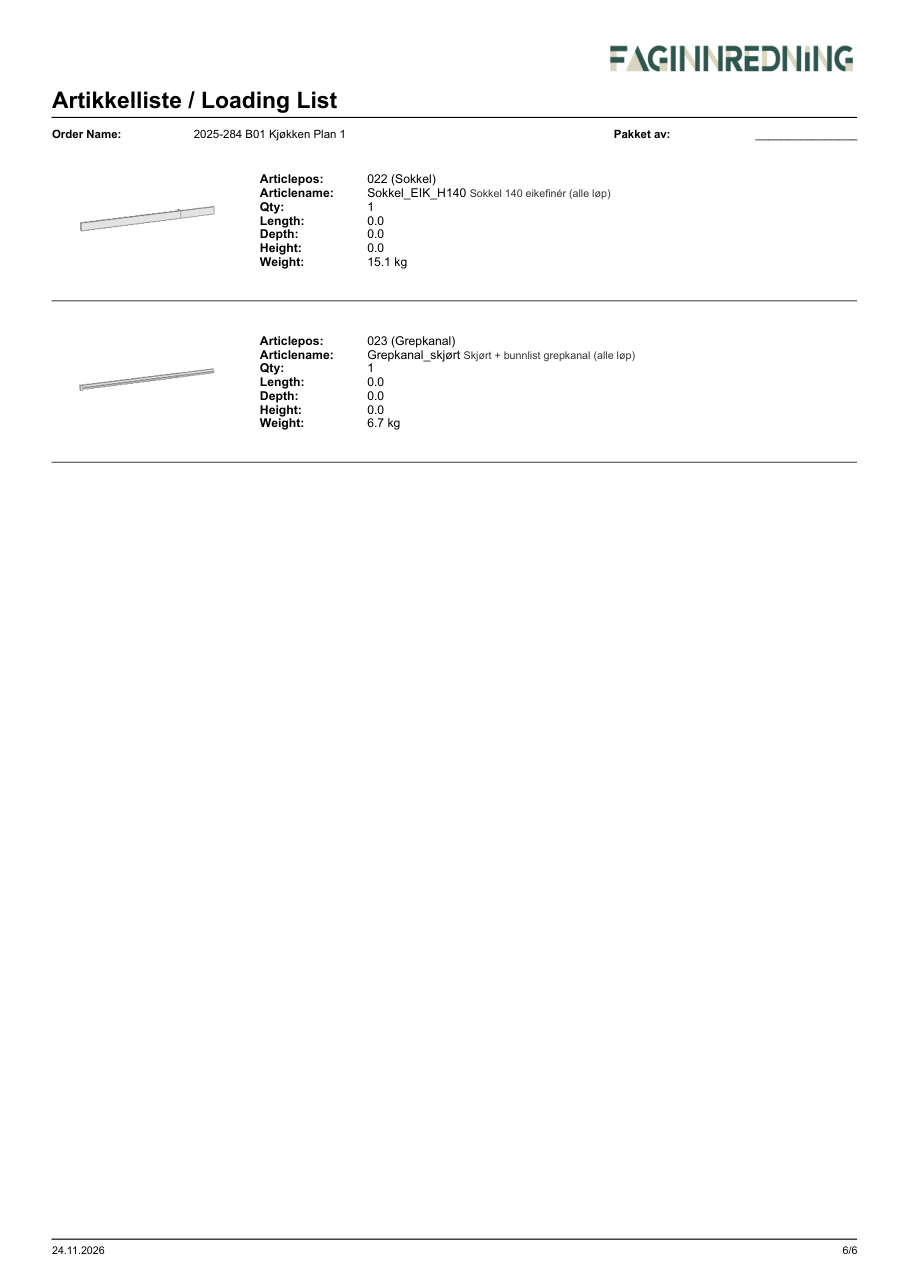 FAGINNREDNiNG
Artikkelliste / Loading List
Order Name: 2025-284 B01 Kjøkken Plan 1 Pakket av: ________________
Articlepos: 022 (Sokkel)
Articlename: Sokkel_EIK_H140 Sokkel 140 eikefinér (alle løp)
Qty: 1
Length: 0.0
Depth: 0.0
Height: 0.0
Weight: 15.1 kg
Articlepos: 023 (Grepkanal)
Articlename: Grepkanal_skjørt Skjørt + bunnlist grepkanal (alle løp)
Qty: 1
Length: 0.0
Depth: 0.0
Height: 0.0
Weight: 6.7 kg
24.11.2026 6/6